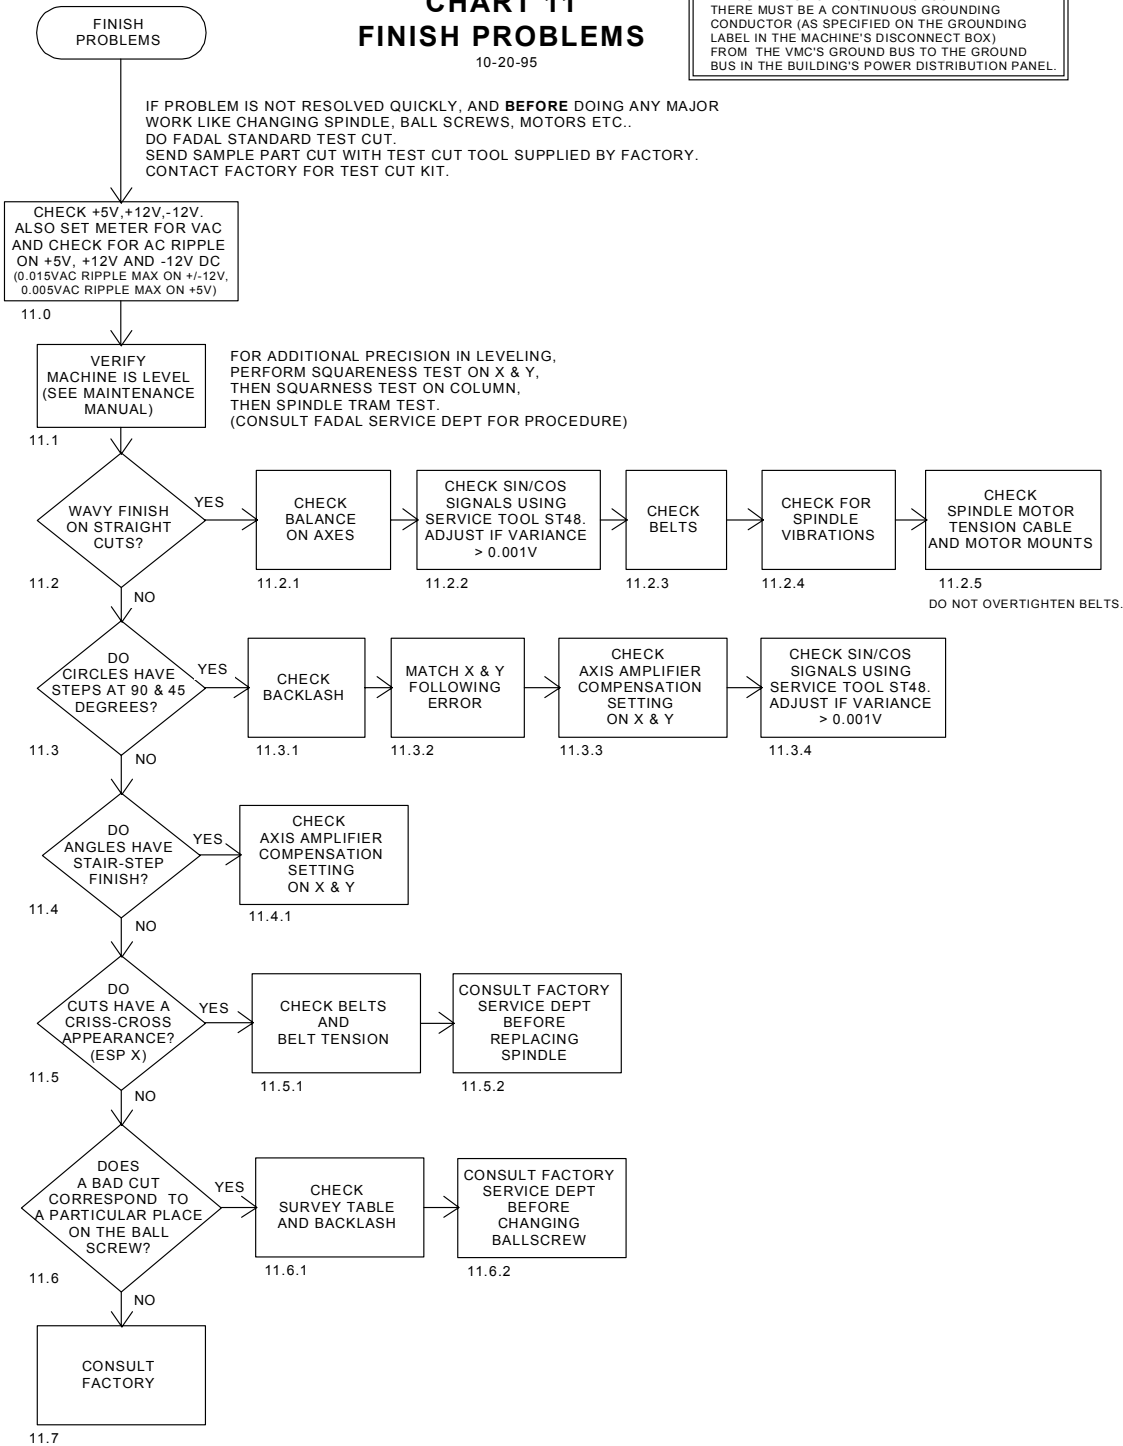 FINISH
PROBLEMS
CHART 11
FINISH PROBLEMS
10-20-95
THERE MUST BE A CONTINUOUS GROUNDING
CONDUCTOR (AS SPECIFIED ON THE GROUNDING
LABEL IN THE MACHINE'S DISCONNECT BOX)
FROM THE VMC'S GROUND BUS TO THE GROUND
BUS IN THE BUILDING'S POWER DISTRIBUTION PANEL.
IF PROBLEM IS NOT RESOLVED QUICKLY, AND BEFORE DOING ANY MAJOR
WORK LIKE CHANGING SPINDLE, BALL SCREWS, MOTORS ETC..
DO FADAL STANDARD TEST CUT.
SEND SAMPLE PART CUT WITH TEST CUT TOOL SUPPLIED BY FACTORY.
CONTACT FACTORY FOR TEST CUT KIT.
CHECK +5V,+12V,-12V.
ALSO SET METER FOR VAC
AND CHECK FOR AC RIPPLE
ON +5V, +12V AND -12V DC
(0.015VAC RIPPLE MAX ON +/-12V,
0.005VAC RIPPLE MAX ON +5V)
11.0
VERIFY
MACHINE IS LEVEL
(SEE MAINTENANCE
MANUAL)
11.1
FOR ADDITIONAL PRECISION IN LEVELING,
PERFORM SQUARENESS TEST ON X & Y,
THEN SQUARNESS TEST ON COLUMN,
THEN SPINDLE TRAM TEST.
(CONSULT FADAL SERVICE DEPT FOR PROCEDURE)
WAVY FINISH
ON STRAIGHT
CUTS?
11.2
YES
CHECK
BALANCE
ON AXES
11.2.1
CHECK SIN/COS
SIGNALS USING
SERVICE TOOL ST48.
ADJUST IF VARIANCE
> 0.001V
11.2.2
CHECK
BELTS
11.2.3
CHECK FOR
SPINDLE
VIBRATIONS
11.2.4
CHECK
SPINDLE MOTOR
TENSION CABLE
AND MOTOR MOUNTS
11.2.5
DO NOT OVERTIGHTEN BELTS.
NO
DO
CIRCLES HAVE
STEPS AT 90 & 45
DEGREES?
11.3
YES
CHECK
BACKLASH
11.3.1
MATCH X & Y
FOLLOWING
ERROR
11.3.2
CHECK
AXIS AMPLIFIER
COMPENSATION
SETTING
ON X & Y
11.3.3
CHECK SIN/COS
SIGNALS USING
SERVICE TOOL ST48.
ADJUST IF VARIANCE
> 0.001V
11.3.4
NO
DO
ANGLES HAVE
STAIR-STEP
FINISH?
11.4
YES
CHECK
AXIS AMPLIFIER
COMPENSATION
SETTING
ON X & Y
11.4.1
NO
DO
CUTS HAVE A
CRISS-CROSS
APPEARANCE?
(ESP X)
11.5
YES
CHECK BELTS
AND
BELT TENSION
11.5.1
CONSULT FACTORY
SERVICE DEPT
BEFORE
REPLACING
SPINDLE
11.5.2
NO
DOES
A BAD CUT
CORRESPOND TO
A PARTICULAR PLACE
ON THE BALL
SCREW?
11.6
YES
CHECK
SURVEY TABLE
AND BACKLASH
11.6.1
CONSULT FACTORY
SERVICE DEPT
BEFORE
CHANGING
BALLSCREW
11.6.2
NO
CONSULT
FACTORY
11.7